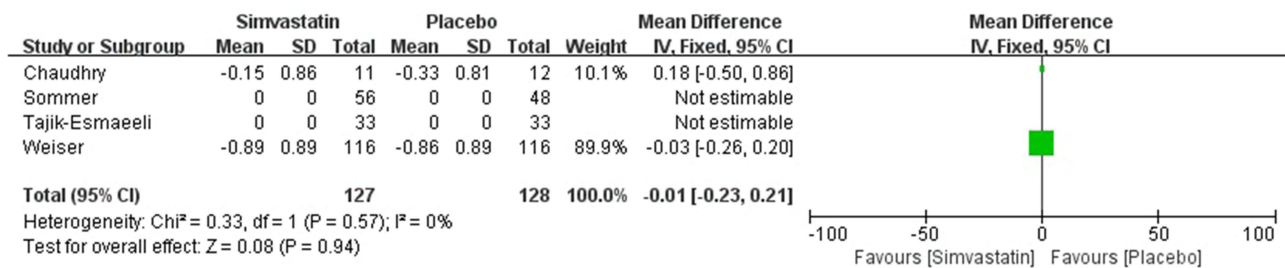 Simvastatin Placebo Mean Difference Mean Difference
Study or Subgroup Mean SD Total Mean SD Total Weight IV, Fixed, 95% CI IV, Fixed, 95% CI
Chaudhry -0.15 0.86 11 -0.33 0.81 12 10.1% 0.18 [-0.50, 0.86]
Sommer 0 0 56 0 0 48 Not estimable
Tajik-Esmaeeli 0 0 33 0 0 33 Not estimable
Weiser -0.89 0.89 116 -0.86 0.89 116 89.9% -0.03 [-0.26, 0.20]
Total (95% CI) 127 128 100.0% -0.01 [-0.23, 0.21]
Heterogeneity: Chi² = 0.33, df = 1 (P = 0.57); I² = 0%
Test for overall effect: Z = 0.08 (P = 0.94)
-100 -50 0 50 100
Favours [Simvastatin] Favours [Placebo]